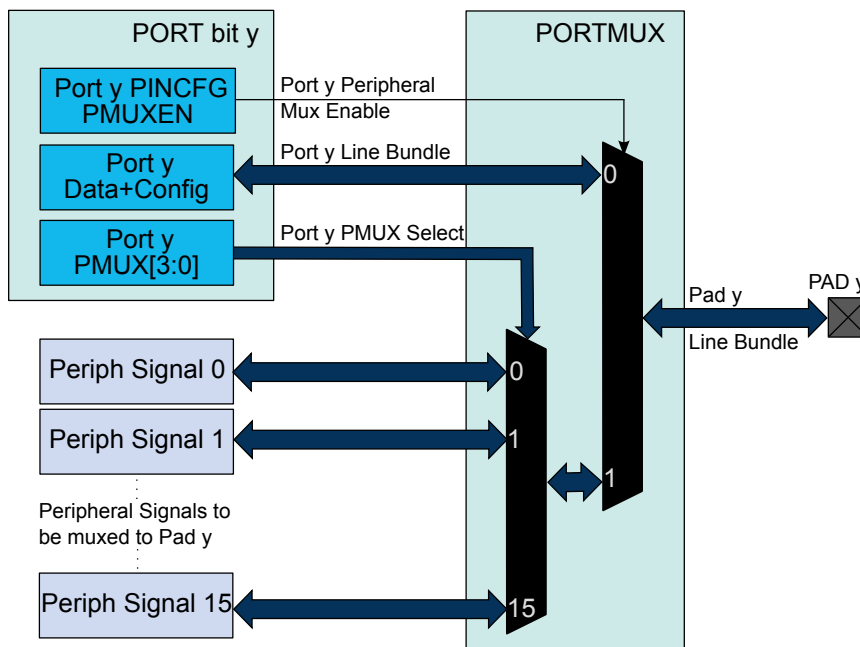 PORT bit y
PORTMUX
Port y PINCFG
PMUXEN
Port y Peripheral
Mux Enable
Port y
Data+Config
Port y Line Bundle
0
Port y
PMUX[3:0]
Port y PMUX Select
Pad y
Line Bundle
PAD y
Periph Signal 0
0
Periph Signal 1
1
1
Peripheral Signals to
be muxed to Pad y
Periph Signal 15
15